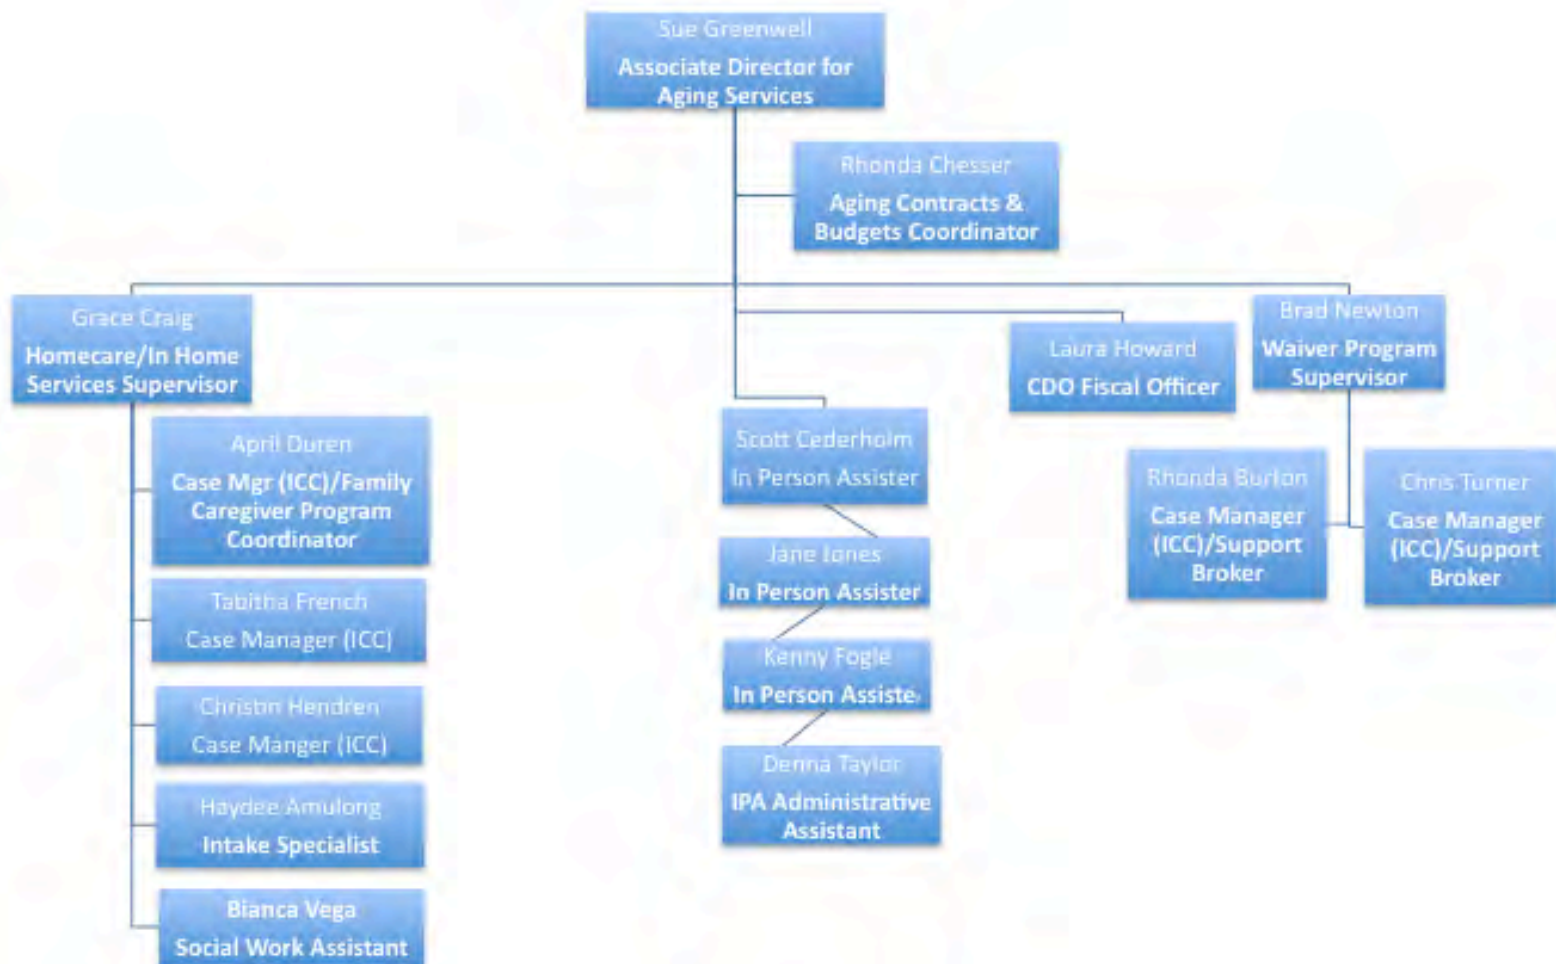 Sue Greenwell
Associate Director for
Aging Services
Rhonda Chesser
Aging Contracts &
Budgets Coordinator
Grace Craig
Homecare/In Home
Services Supervisor
Laura Howard
CDO Fiscal Officer
Brad Newton
Waiver Program
Supervisor
April Duren
Case Mgr (ICC)/Family
Caregiver Program
Coordinator
Tabitha French
Case Manager (ICC)
Christin Hendren
Case Manger (ICC)
Haydee Amulong
Intake Specialist
Bianca Vega
Social Work Assistant
Scott Cederholm
In Person Assister
Jane Jones
In Person Assister
Kenny Fogle
In Person Assister
Denna Taylor
IPA Administrative
Assistant
Rhonda Burton
Case Manager
(ICC)/Support
Broker
Chris Turner
Case Manager
(ICC)/Support
Broker